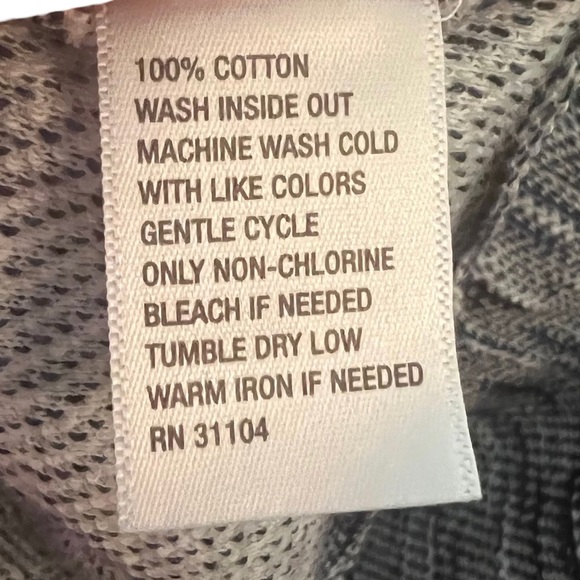 100% COTTON
WASH INSIDE OUT
MACHINE WASH COLD
WITH LIKE COLORS
GENTLE CYCLE
ONLY NON-CHLORINE
BLEACH IF NEEDED
TUMBLE DRY LOW
WARM IRON IF NEEDED
RN 31104